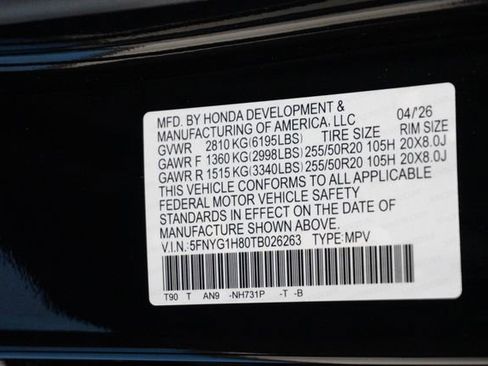 MFD. BY HONDA DEVELOPMENT & 04/26
MANUFACTURING OF AMERICA, LLC
GVWR 2810 KG(6195LBS) TIRE SIZE RIM SIZE
GAWR F 1360 KG(2998LBS) 255/50R20 105H 20X8.0J
GAWR R 1515 KG(3340LBS) 255/50R20 105H 20X8.0J
THIS VEHICLE CONFORMS TO ALL APPLICABLE
FEDERAL MOTOR VEHICLE SAFETY
STANDARDS IN EFFECT ON THE DATE OF
MANUFACTURE SHOWN ABOVE.
V.I.N.:5FNYG1H80TB026263 TYPE:MPV
T90 T AN9 -NH731P -T -B